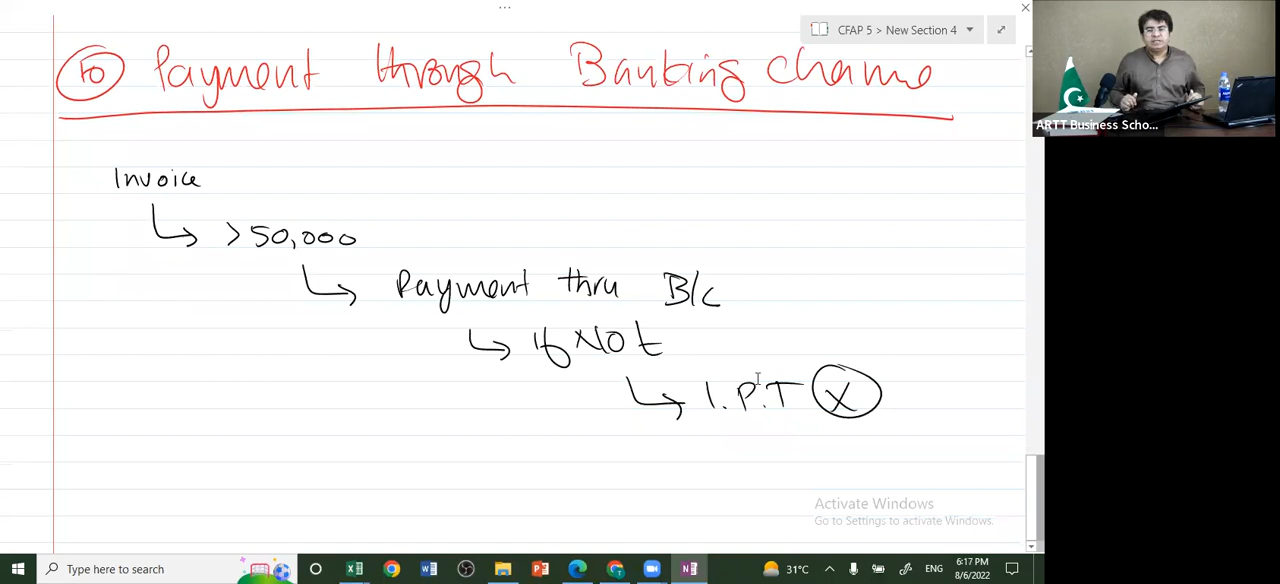 ...
CFAP 5 > New Section 4
10 Payment through Banking Channe
ARTT Business Scho...
Invoice
>50,000
Payment thru B/c
If Not
I.P.T X
Activate Windows
Go to Settings to activate Windows.
Type here to search
31°C
ENG
6:17 PM
8/6/2022